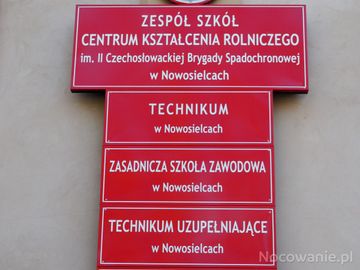 ZESPÓŁ SZKÓŁ
CENTRUM KSZTAŁCENIA ROLNICZEGO
im. II Czechosłowackiej Brygady Spadochronowej
w Nowosielcach
TECHNIKUM
w Nowosielcach
ZASADNICZA SZKOŁA ZAWODOWA
w Nowosielcach
TECHNIKUM UZUPEŁNIAJĄCE
w Nowosielcach
Nocowanie.pl